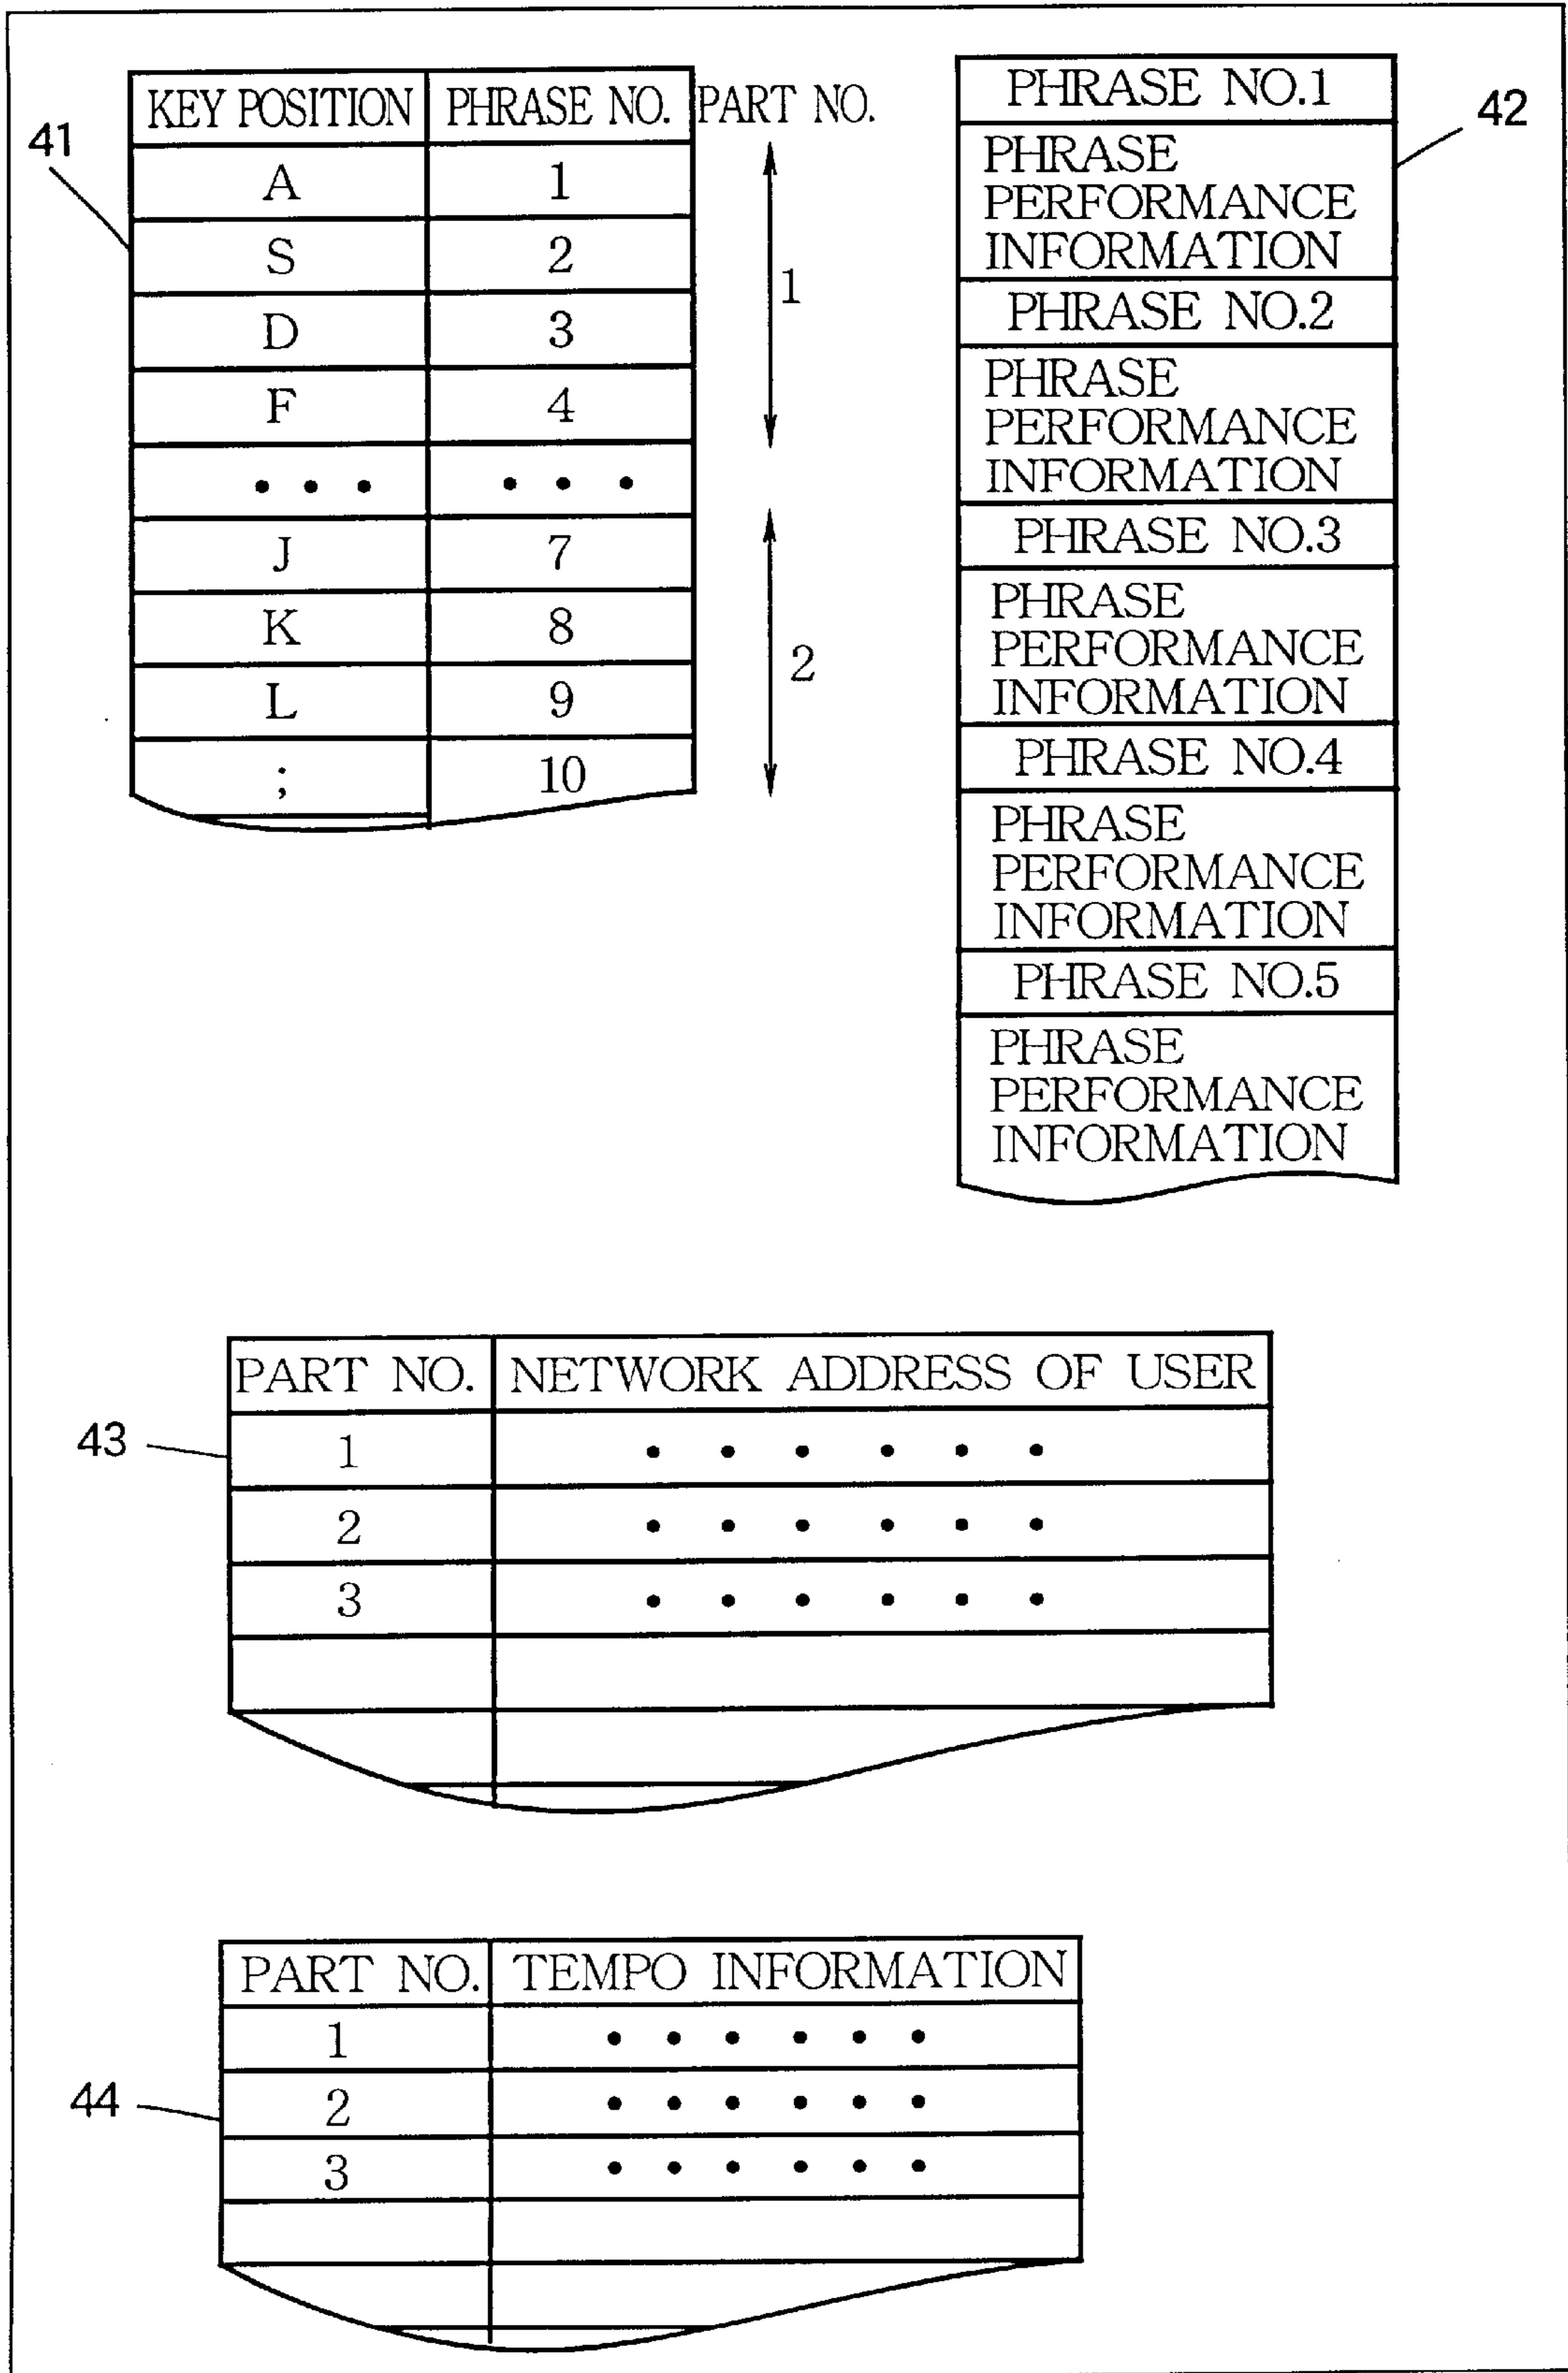 KEY POSITION PHRASE NO. PART NO.
41
A 1
S 2
D 3
F 4
1
• • • • • •
J 7
K 8
L 9
; 10
2
PHRASE NO.1
42
PHRASE
PERFORMANCE
INFORMATION
PHRASE NO.2
PHRASE
PERFORMANCE
INFORMATION
PHRASE NO.3
PHRASE
PERFORMANCE
INFORMATION
PHRASE NO.4
PHRASE
PERFORMANCE
INFORMATION
PHRASE NO.5
PHRASE
PERFORMANCE
INFORMATION
PART NO. NETWORK ADDRESS OF USER
43
1 • • • • • •
2 • • • • • •
3 • • • • • •
PART NO. TEMPO INFORMATION
1 • • • • • •
44
2 • • • • • •
3 • • • • • •